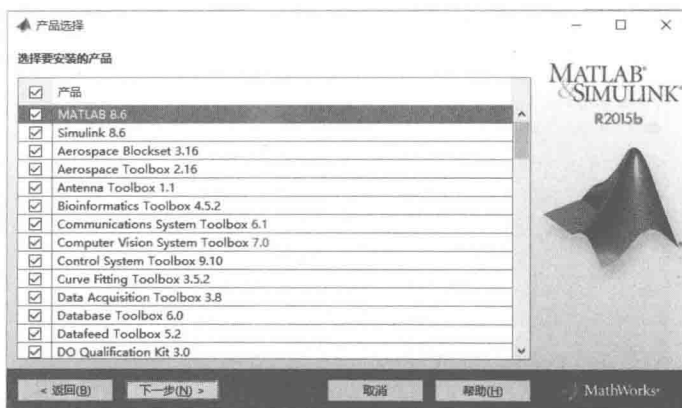 产品选择
选择要安装的产品
产品
MATLAB 8.6
Simulink 8.6
Aerospace Blockset 3.16
Aerospace Toolbox 2.16
Antenna Toolbox 1.1
Bioinformatics Toolbox 4.5.2
Communications System Toolbox 6.1
Computer Vision System Toolbox 7.0
Control System Toolbox 9.10
Curve Fitting Toolbox 3.5.2
Data Acquisition Toolbox 3.8
Database Toolbox 6.0
Datafeed Toolbox 5.2
DO Qualification Kit 3.0
MATLAB®
&SIMULINK®
R2015b
< 返回(B)
下一步(N) >
取消
帮助(H)
MathWorks®